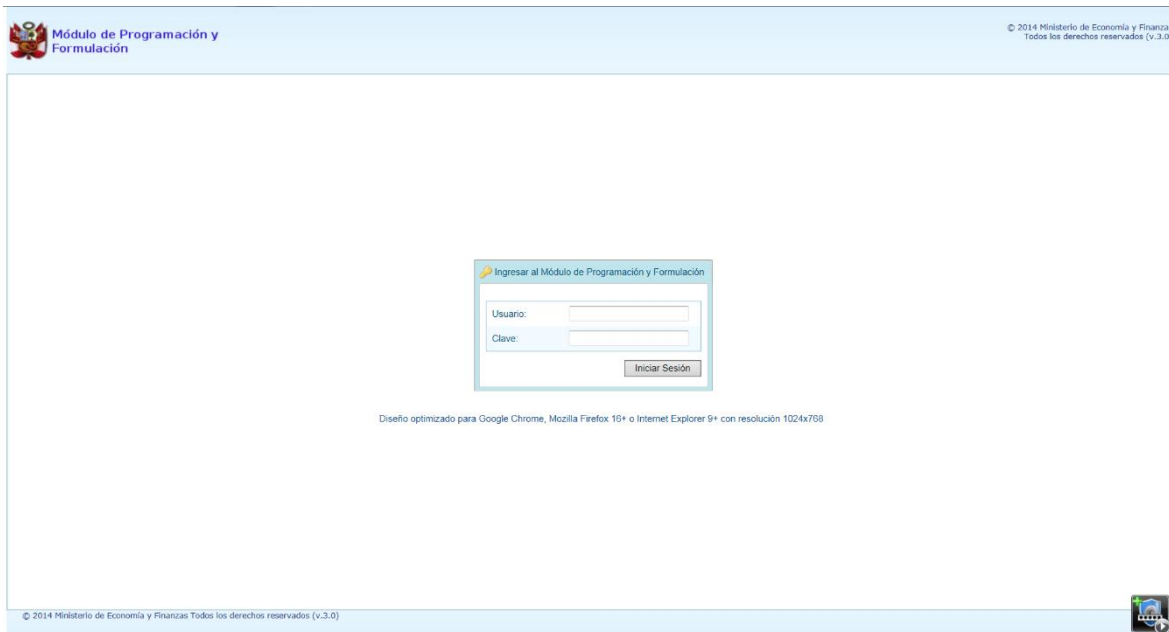 Módulo de Programación y
Formulación
© 2014 Ministerio de Economía y Finanza
Todos los derechos reservados (v.3.0
Ingresar al Módulo de Programación y Formulación
Usuario:
Clave:
Iniciar Sesión
Diseño optimizado para Google Chrome, Mozilla Firefox 16+ o Internet Explorer 9+ con resolución 1024x768
© 2014 Ministerio de Economía y Finanzas Todos los derechos reservados (v.3.0)